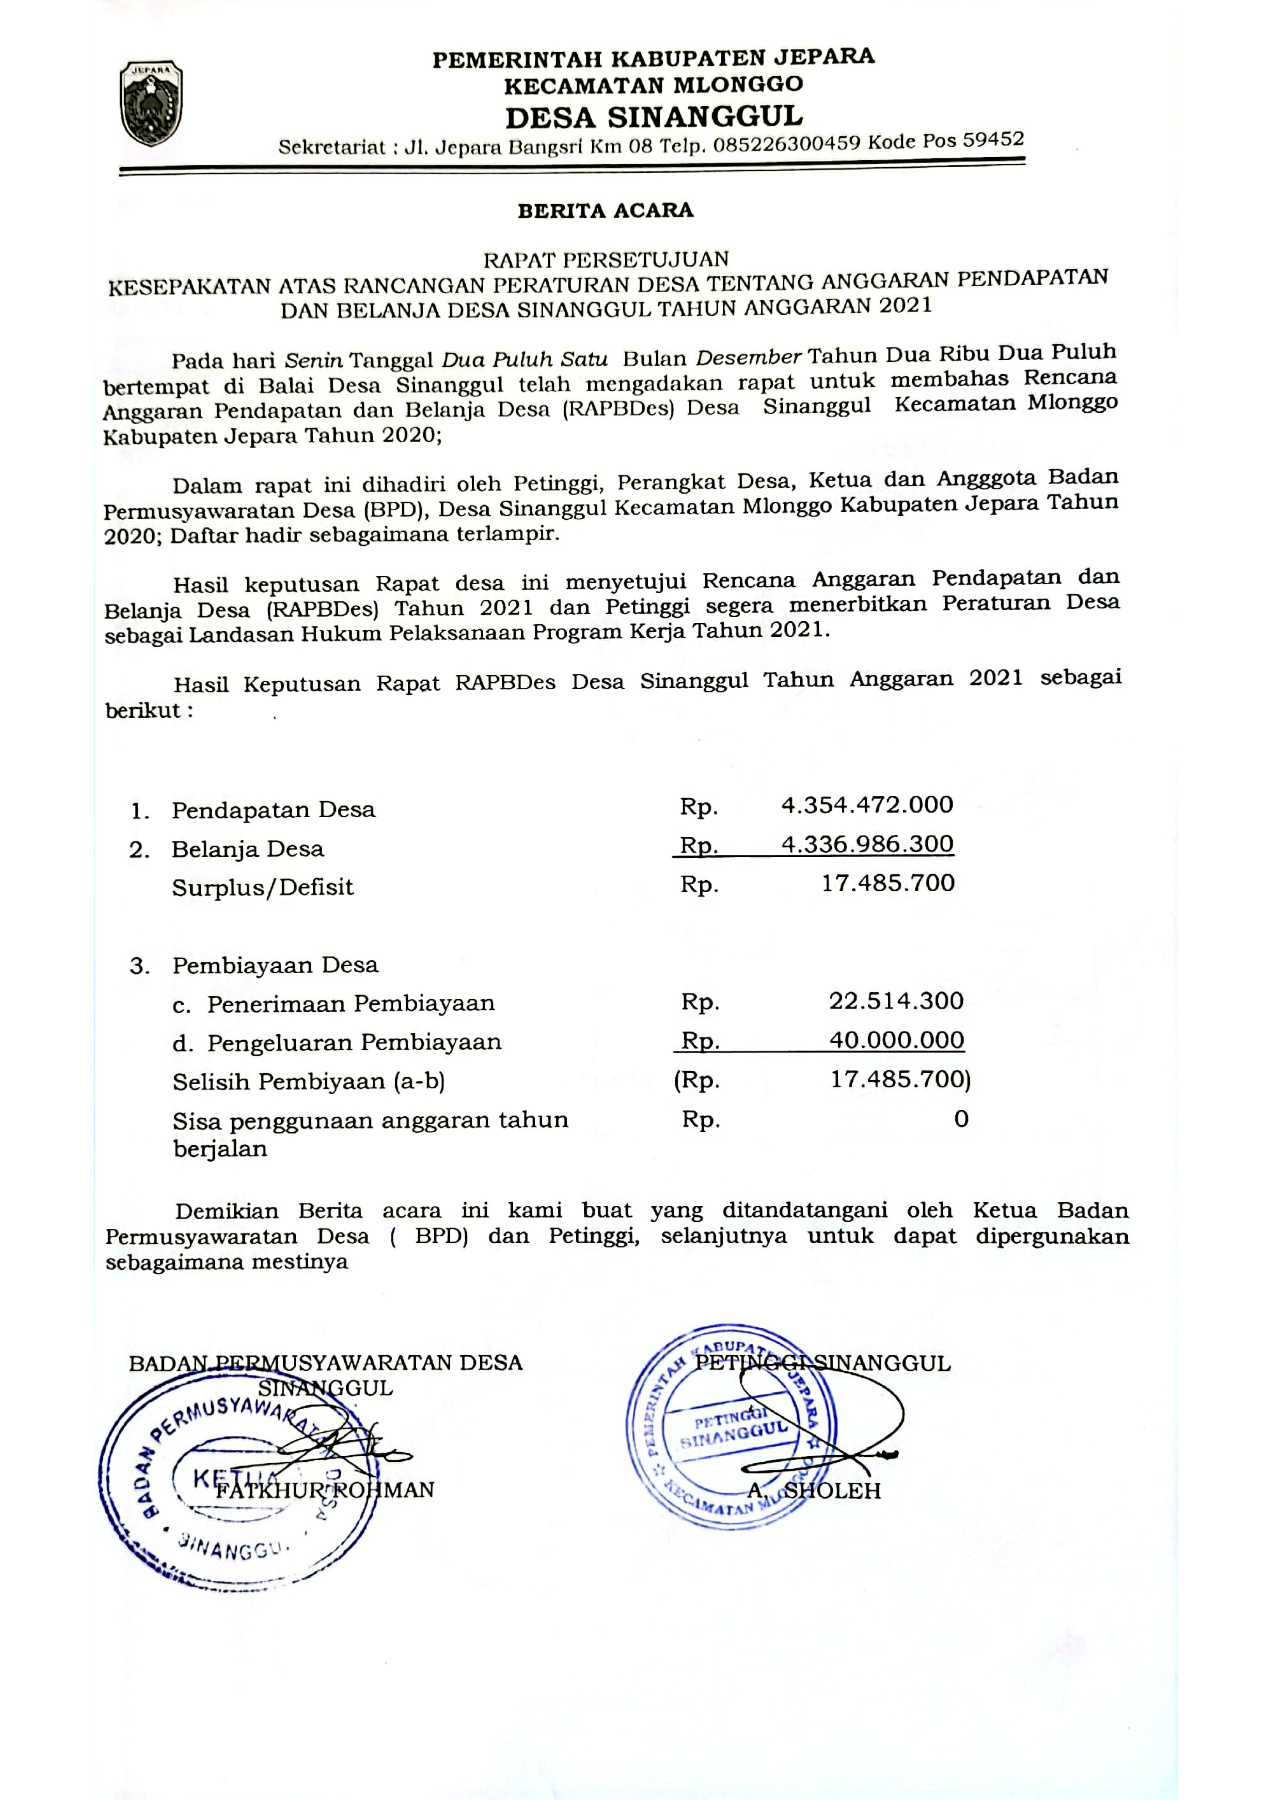 JEPARA
PEMERINTAH KABUPATEN JEPARA
KECAMATAN MLONGGO
DESA SINANGGUL
Sekretariat : Jl. Jepara Bangsri Km 08 Telp. 085226300459 Kode Pos 59452
BERITA ACARA
RAPAT PERSETUJUAN
KESEPAKATAN ATAS RANCANGAN PERATURAN DESA TENTANG ANGGARAN PENDAPATAN
DAN BELANJA DESA SINANGGUL TAHUN ANGGARAN 2021
Pada hari Senin Tanggal Dua Puluh Satu Bulan Desember Tahun Dua Ribu Dua Puluh
bertempat di Balai Desa Sinanggul telah mengadakan rapat untuk membahas Rencana
Anggaran Pendapatan dan Belanja Desa (RAPBDes) Desa Sinanggul Kecamatan Mlonggo
Kabupaten Jepara Tahun 2020;
Dalam rapat ini dihadiri oleh Petinggi, Perangkat Desa, Ketua dan Angggota Badan
Permusyawaratan Desa (BPD), Desa Sinanggul Kecamatan Mlonggo Kabupaten Jepara Tahun
2020; Daftar hadir sebagaimana terlampir.
Hasil keputusan Rapat desa ini menyetujui Rencana Anggaran Pendapatan dan
Belanja Desa (RAPBDes) Tahun 2021 dan Petinggi segera menerbitkan Peraturan Desa
sebagai Landasan Hukum Pelaksanaan Program Kerja Tahun 2021.
Hasil Keputusan Rapat RAPBDes Desa Sinanggul Tahun Anggaran 2021 sebagai
berikut :
1. Pendapatan Desa Rp. 4.354.472.000
2. Belanja Desa Rp. 4.336.986.300
Surplus/Defisit Rp. 17.485.700
3. Pembiayaan Desa
c. Penerimaan Pembiayaan Rp. 22.514.300
d. Pengeluaran Pembiayaan Rp. 40.000.000
Selisih Pembiyaan (a-b) (Rp. 17.485.700)
Sisa penggunaan anggaran tahun Rp. 0
berjalan
Demikian Berita acara ini kami buat yang ditandatangani oleh Ketua Badan
Permusyawaratan Desa ( BPD) dan Petinggi, selanjutnya untuk dapat dipergunakan
sebagaimana mestinya
BADAN PERMUSYAWARATAN DESA
SINANGGUL
BADAN PERMUSYAWARATAN DESA
KETUA
SINANGGU
FATKHUR ROHMAN
PETINGGI SINANGGUL
PEMERINTAH KABUPATEN JEPARA
PETINGGI
SINANGGUL
KECAMATAN MLONGGO
A. SHOLEH